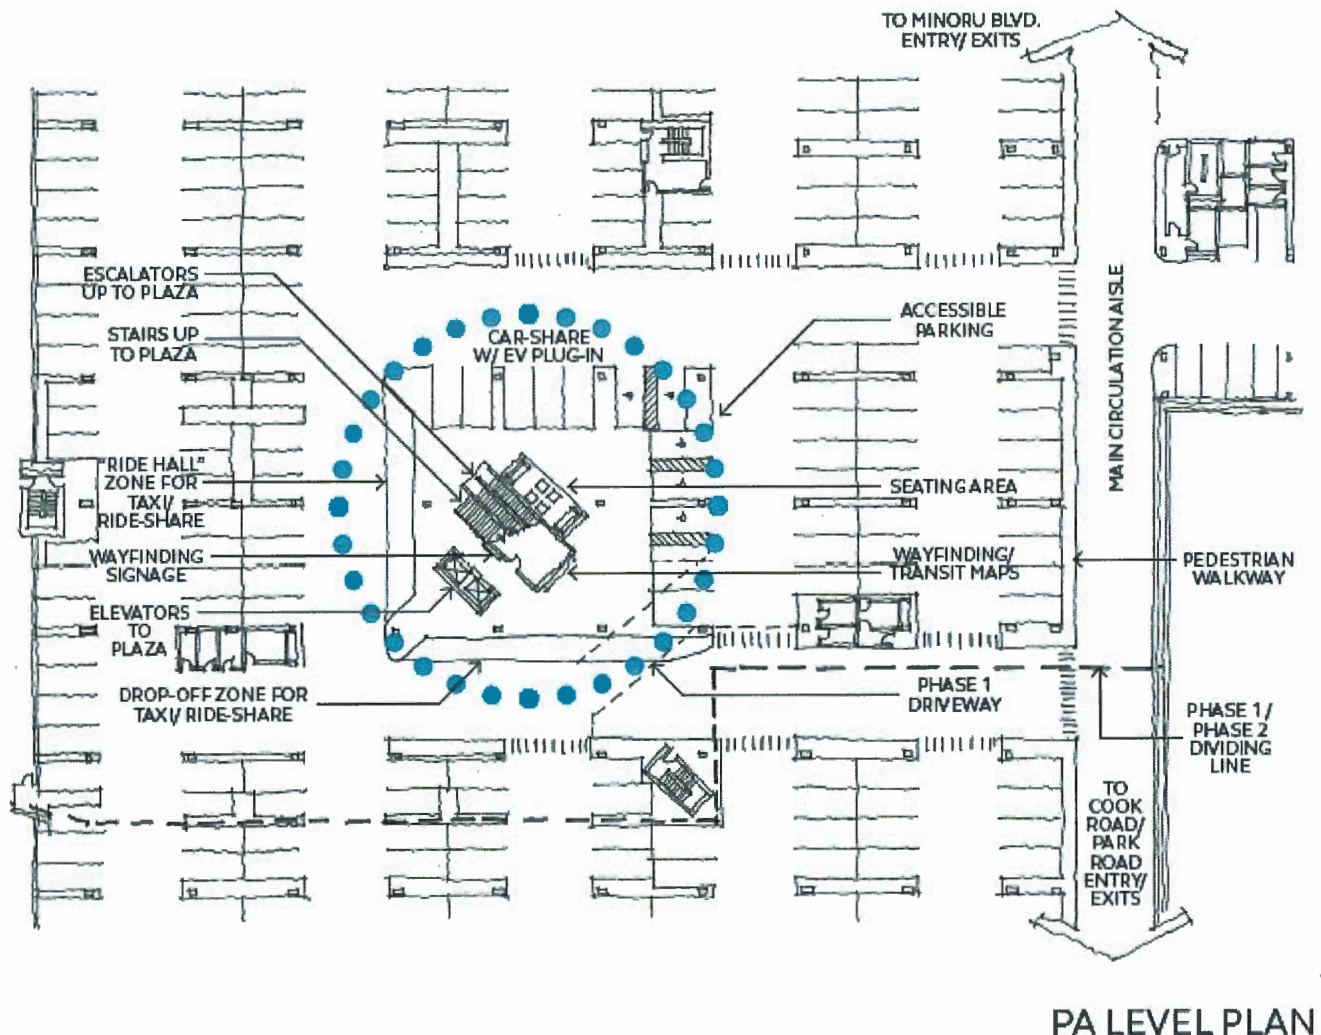 TO MINORU BLVD.
ENTRY/ EXITS
ESCALATORS
UP TO PLAZA
STAIRS UP
TO PLAZA
CAR-SHARE
W/ EV PLUG-IN
ACCESSIBLE
PARKING
MAIN CIRCULATION AISLE
"RIDE HALL"
ZONE FOR
TAXI/
RIDE-SHARE
SEATING AREA
WAYFINDING
SIGNAGE
WAYFINDING/
TRANSIT MAPS
PEDESTRIAN
WALKWAY
ELEVATORS
TO
PLAZA
DROP-OFF ZONE FOR
TAXI/ RIDE-SHARE
PHASE 1
DRIVEWAY
PHASE 1 /
PHASE 2
DIVIDING
LINE
TO
COOK
ROAD/
PARK
ROAD
ENTRY/
EXITS
PA LEVEL PLAN